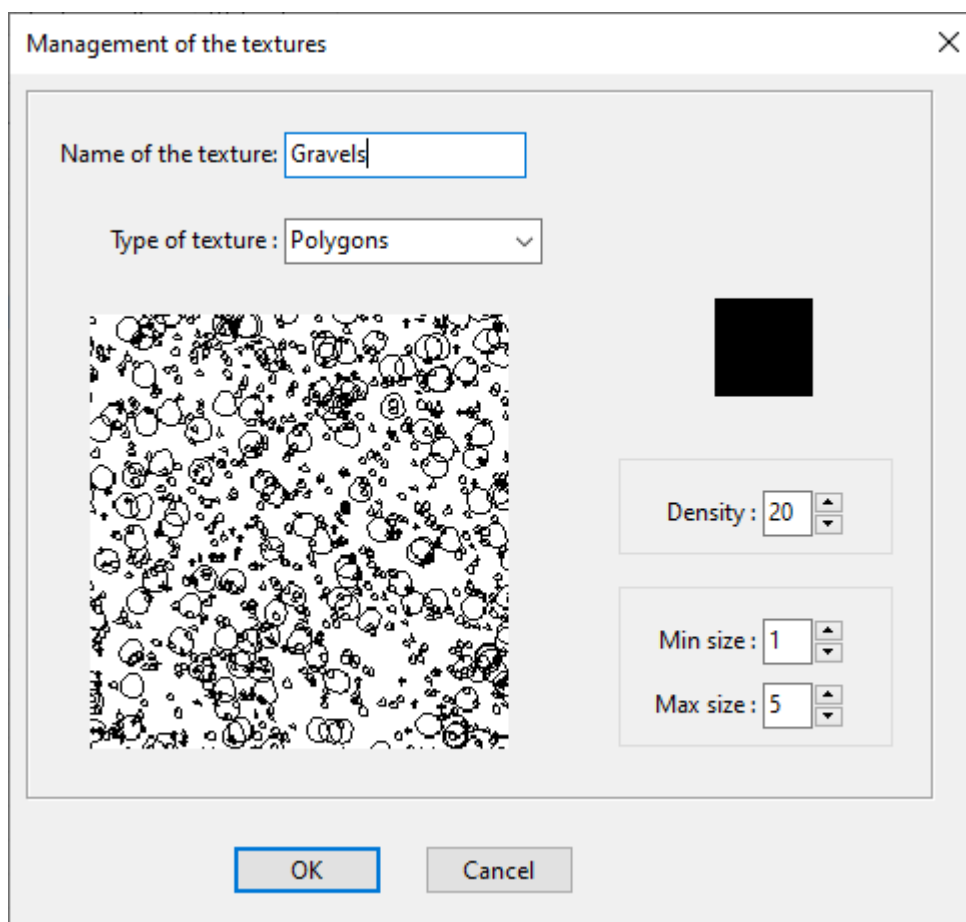 Management of the textures
Name of the texture: Gravels
Type of texture : Polygons
Density : 20
Min size : 1
Max size : 5
OK Cancel